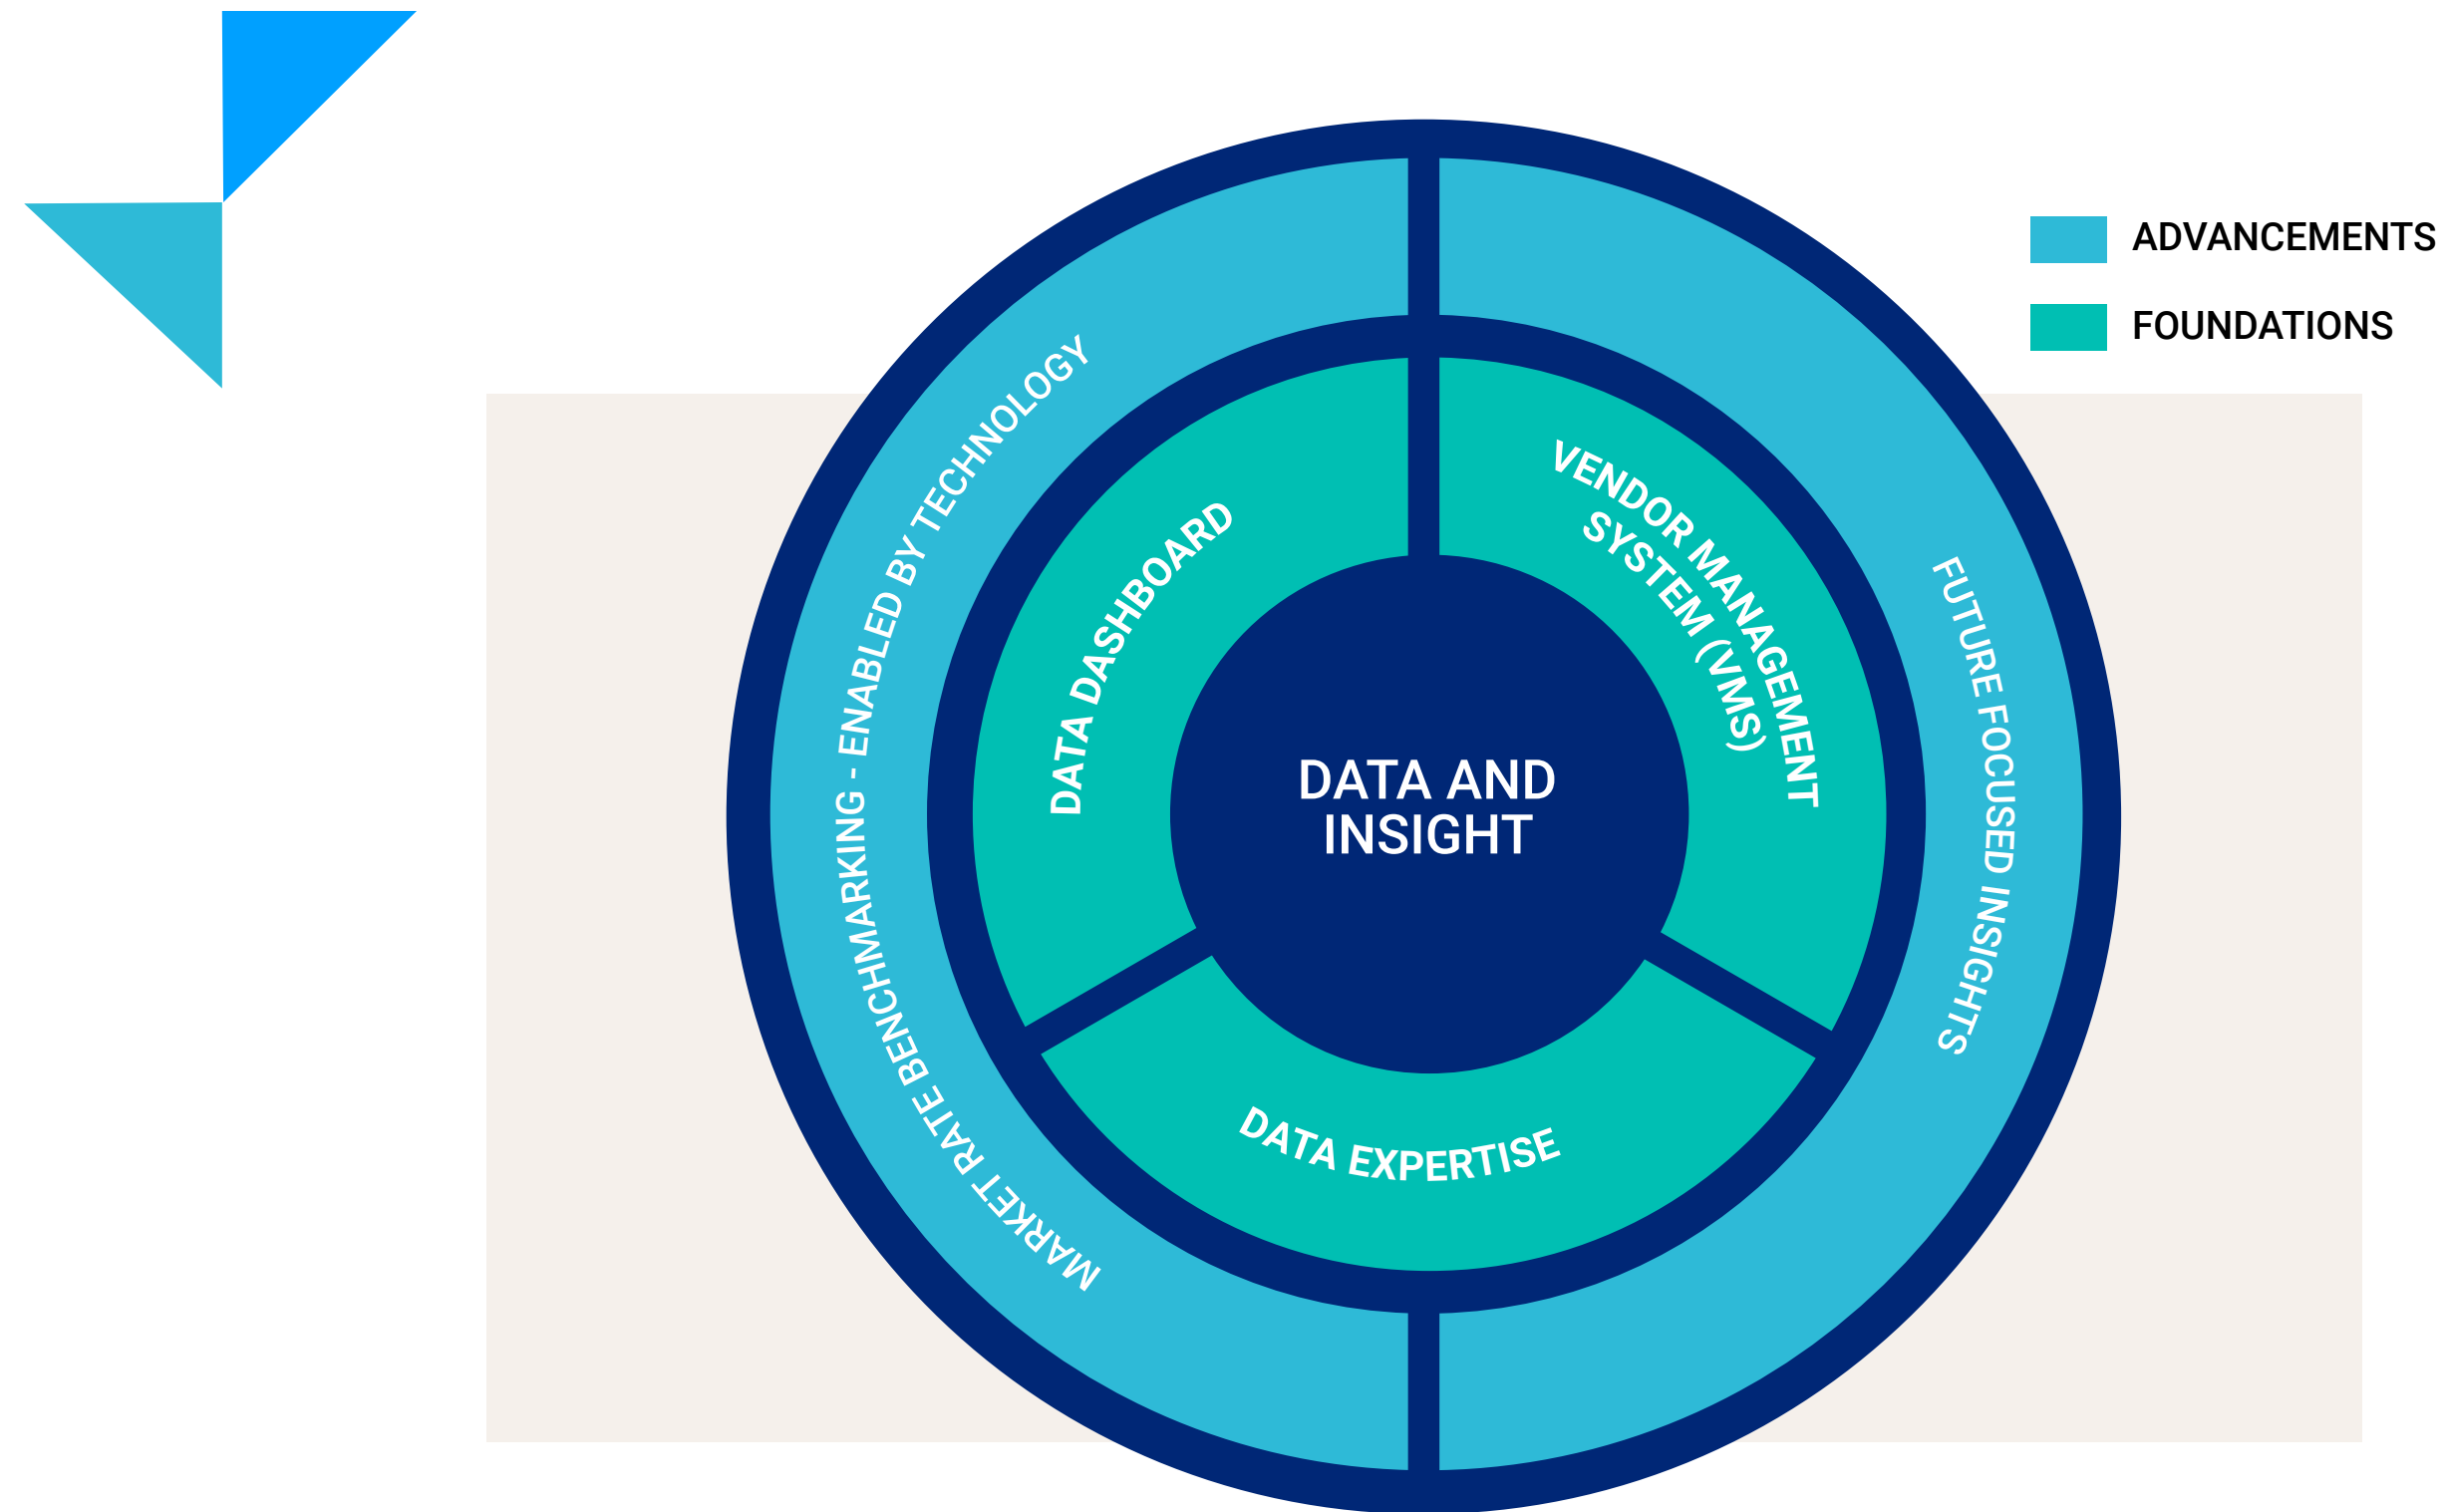 ADVANCEMENTS
FOUNDATIONS
MARKET RATE BENCHMARKING - ENABLED BY TECHNOLOGY
FUTURE FOCUSED INSIGHTS
DATA DASHBOARD
VENDOR MANAGEMENT
SYSTEM (VMS)
DATA EXPERTISE
DATA AND
INSIGHT